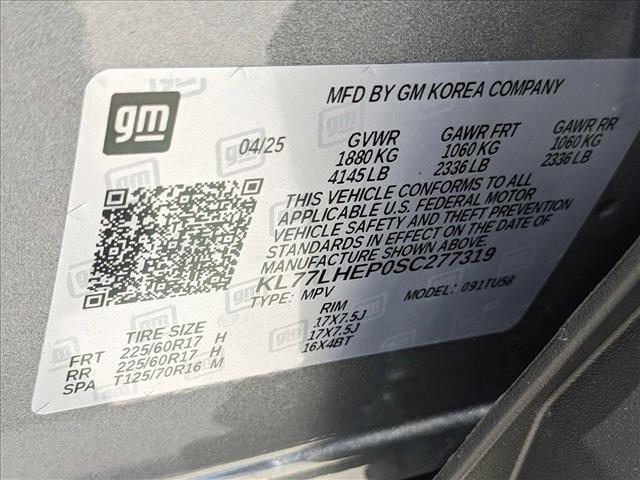 gm
MFD BY GM KOREA COMPANY
04/25
GVWR GAWR FRT GAWR RR
1880 KG 1060 KG 1060 KG
4145 LB 2336 LB 2336 LB
THIS VEHICLE CONFORMS TO ALL
APPLICABLE U.S. FEDERAL MOTOR
VEHICLE SAFETY AND THEFT PREVENTION
STANDARDS IN EFFECT ON THE DATE OF
MANUFACTURE SHOWN ABOVE
KL77LHEP0SC277319
TYPE: MPV MODEL: 091TU58
TIRE SIZE RIM
FRT 225/60R17 H 17X7.5J
RR 225/60R17 H 17X7.5J
SPA T125/70R16 M 16X4BT